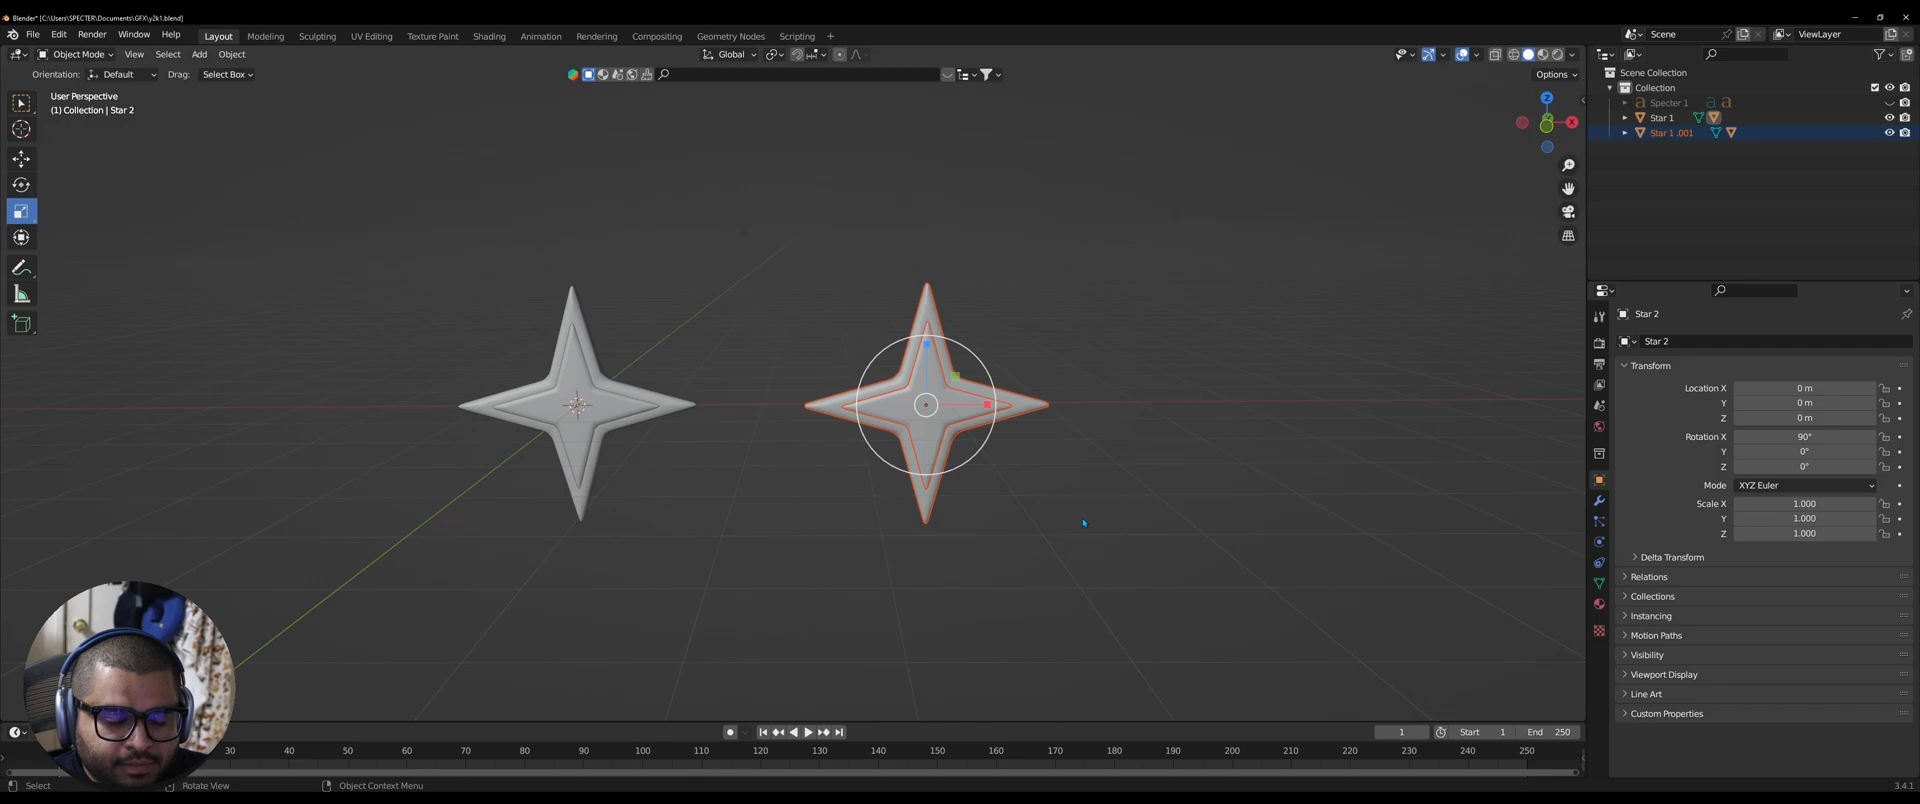 Blender* [C:\Users\SPECTER\Documents\GFX\y2k1.blend]
File Edit Render Window Help Layout Modeling Sculpting UV Editing Texture Paint Shading Animation Rendering Compositing Geometry Nodes Scripting + Scene ViewLayer
Object Mode View Select Add Object Global
Orientation: Default Drag: Select Box Options
User Perspective
(1) Collection | Star 2
Z
X
Scene Collection
Collection
Specter 1
Star 1
Star 1 .001
Star 2
Star 2
Transform
Location X 0 m
Y 0 m
Z 0 m
Rotation X 90°
Y 0°
Z 0°
Mode XYZ Euler
Scale X 1.000
Y 1.000
Z 1.000
Delta Transform
Relations
Collections
Instancing
Motion Paths
Visibility
Viewport Display
Line Art
Custom Properties
1 Start 1 End 250
30 40 50 60 70 80 90 100 110 120 130 140 150 160 170 180 190 200 210 220 230 240 250
Select Rotate View Object Context Menu 3.4.1